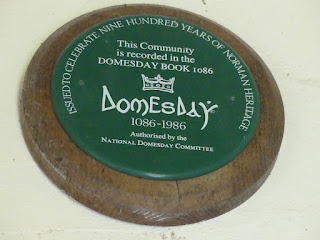 ISSUED TO CELEBRATE NINE HUNDRED YEARS OF NORMAN HERITAGE
This Community
is recorded in the
DOMESDAY BOOK 1086
DOMESDAY
1086-1986
Authorised by the
NATIONAL DOMESDAY COMMITTEE